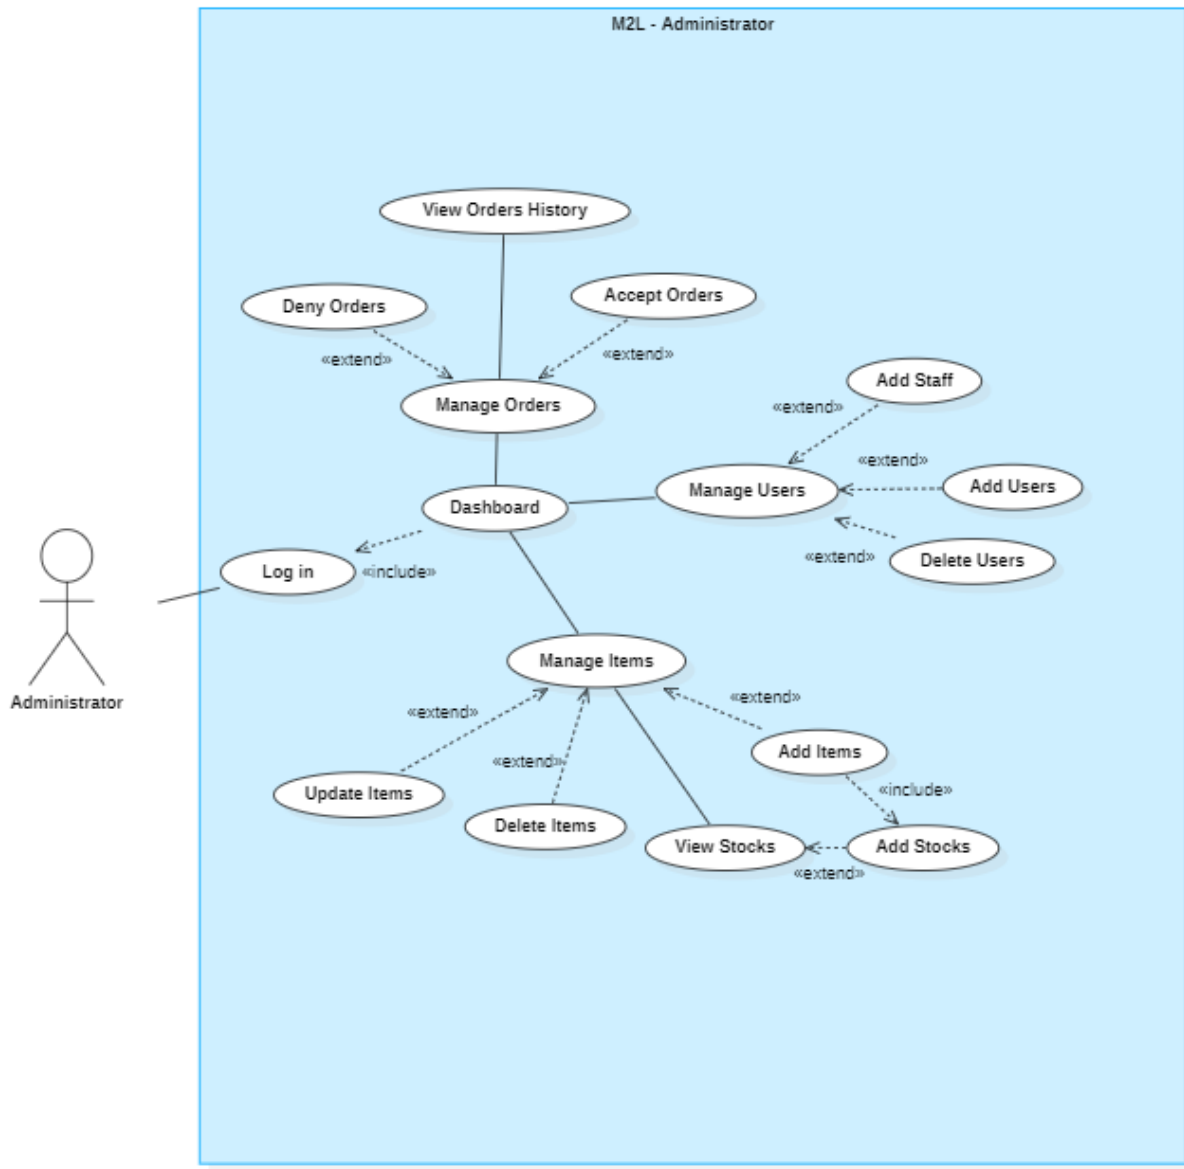 M2L - Administrator
View Orders History
Deny Orders
Accept Orders
«extend»
«extend»
Manage Orders
Add Staff
«extend»
«extend»
Manage Users
Add Users
Dashboard
«extend»
Delete Users
Log in
«include»
Administrator
Manage Items
«extend»
«extend»
«extend»
Add Items
Update Items
Delete Items
«include»
View Stocks
Add Stocks
«extend»